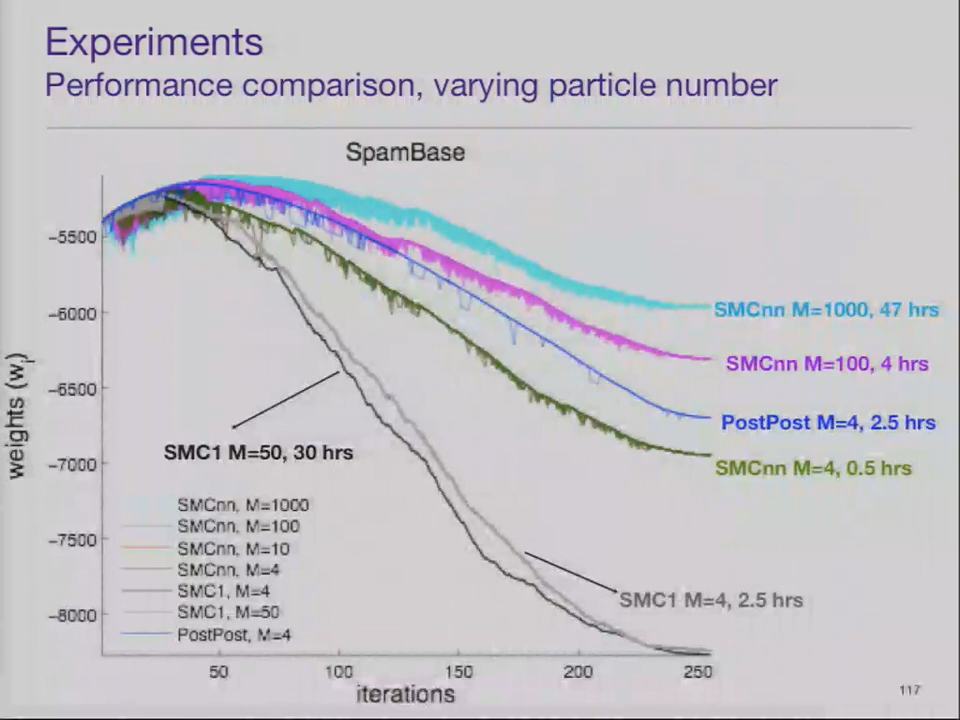 Experiments
Performance comparison, varying particle number
SpamBase
weights (w_i)
−5500
−6000
−6500
−7000
−7500
−8000
SMCnn M=1000, 47 hrs
SMCnn M=100, 4 hrs
PostPost M=4, 2.5 hrs
SMCnn M=4, 0.5 hrs
SMC1 M=50, 30 hrs
SMCnn, M=1000
SMCnn, M=100
SMCnn, M=10
SMCnn, M=4
SMC1, M=4
SMC1, M=50
PostPost, M=4
SMC1 M=4, 2.5 hrs
50 100 150 200 250
iterations
117